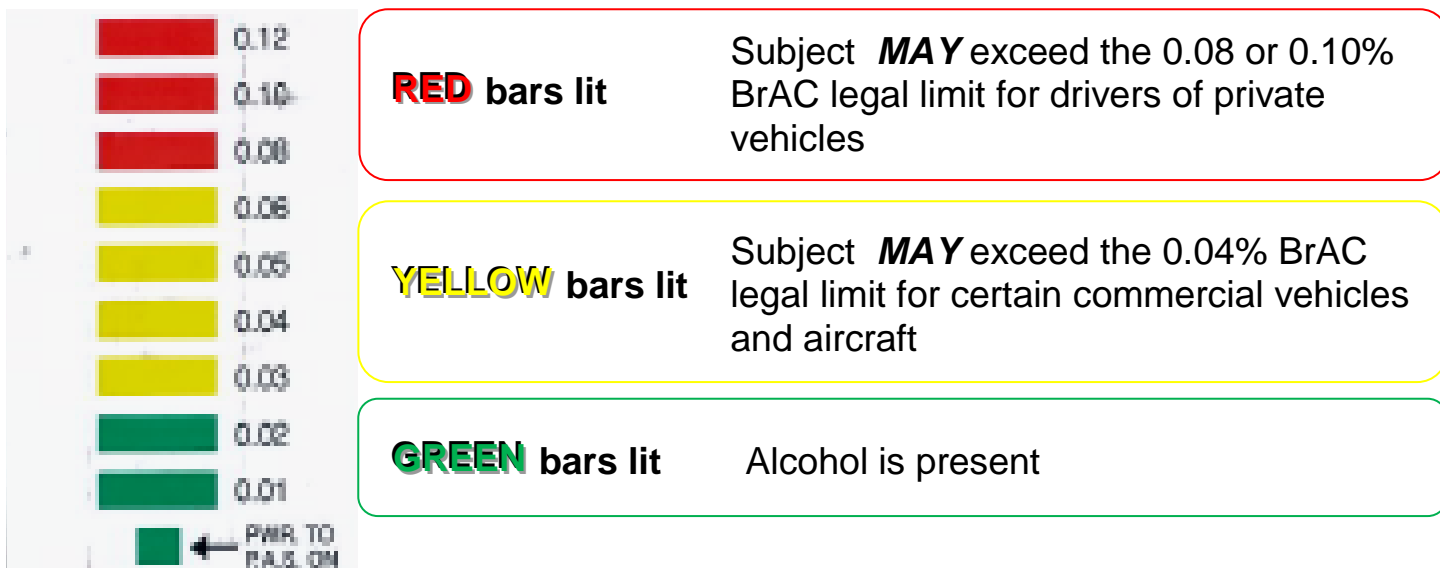 0.12
0.10
0.08
0.06
0.05
0.04
0.03
0.02
0.01
PWR. TO
P.A.S. ON
RED bars lit
Subject MAY exceed the 0.08 or 0.10%
BrAC legal limit for drivers of private
vehicles
YELLOW bars lit
Subject MAY exceed the 0.04% BrAC
legal limit for certain commercial vehicles
and aircraft
GREEN bars lit
Alcohol is present